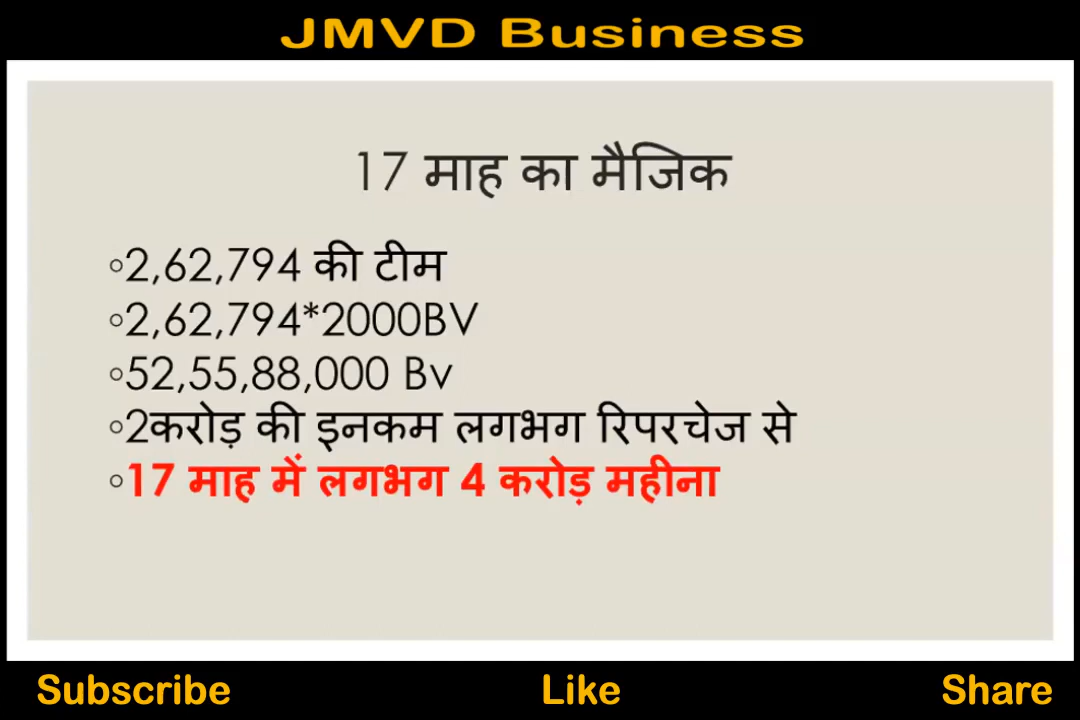 JMVD Business
17 माह का मैजिक
◦2,62,794 की टीम
◦2,62,794*2000BV
◦52,55,88,000 Bv
◦2करोड़ की इनकम लगभग रिपरचेज से
◦17 माह में लगभग 4 करोड़ महीना
Subscribe Like Share